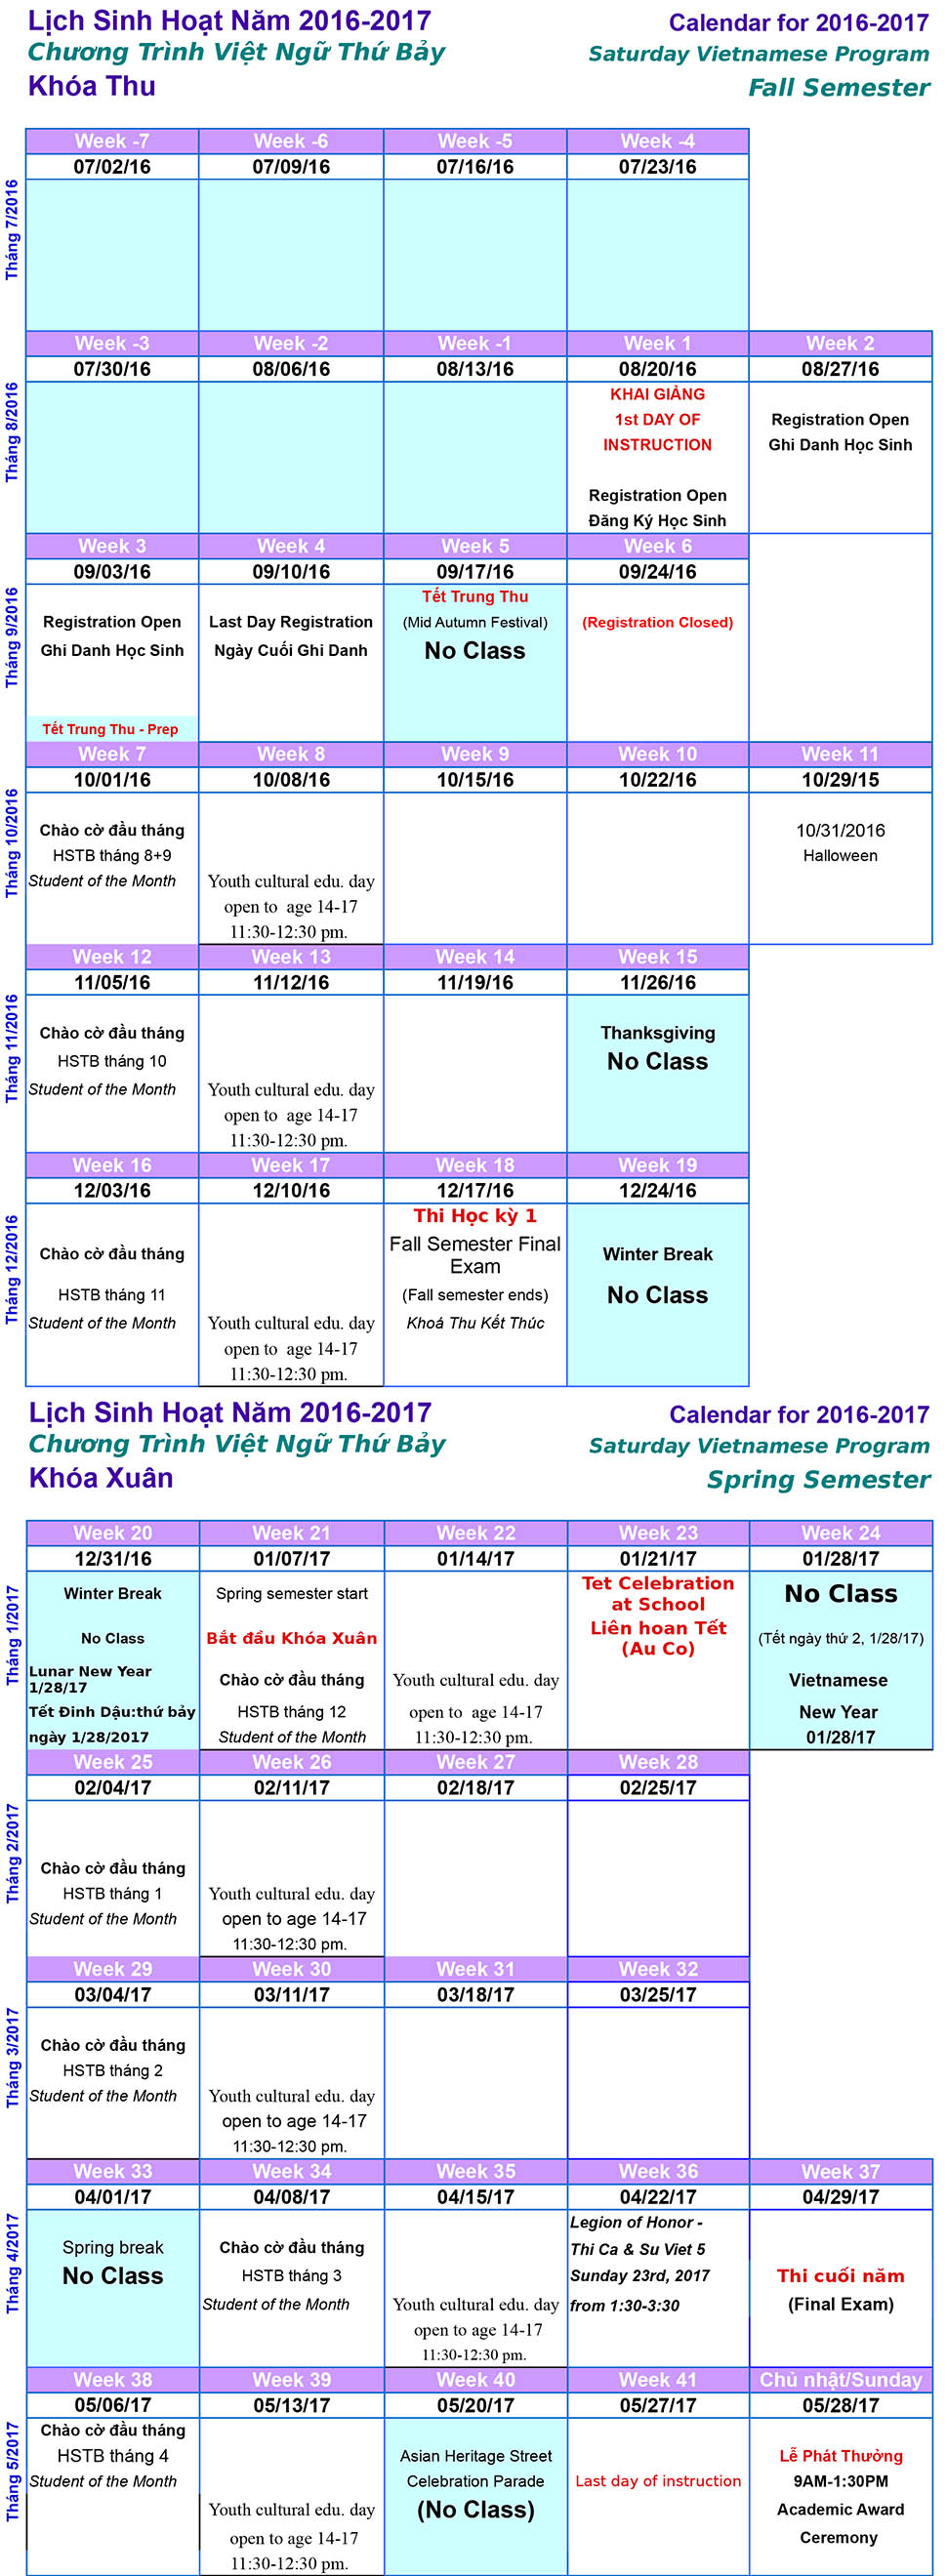 Lịch Sinh Hoạt Năm 2016-2017 Calendar for 2016-2017
Chương Trình Việt Ngữ Thứ Bảy Saturday Vietnamese Program
Khóa Thu Fall Semester
Tháng 7/2016
Week -7 Week -6 Week -5 Week -4
07/02/16 07/09/16 07/16/16 07/23/16
Tháng 8/2016
Week -3 Week -2 Week -1 Week 1 Week 2
07/30/16 08/06/16 08/13/16 08/20/16 08/27/16
KHAI GIẢNG
1st DAY OF Registration Open
INSTRUCTION Ghi Danh Học Sinh
Registration Open
Đăng Ký Học Sinh
Tháng 9/2016
Week 3 Week 4 Week 5 Week 6
09/03/16 09/10/16 09/17/16 09/24/16
Tết Trung Thu
Registration Open Last Day Registration (Mid Autumn Festival) (Registration Closed)
Ghi Danh Học Sinh Ngày Cuối Ghi Danh No Class
Tết Trung Thu - Prep
Tháng 10/2016
Week 7 Week 8 Week 9 Week 10 Week 11
10/01/16 10/08/16 10/15/16 10/22/16 10/29/15
Chào cờ đầu tháng 10/31/2016
HSTB tháng 8+9 Halloween
Student of the Month Youth cultural edu. day
open to age 14-17
11:30-12:30 pm.
Tháng 11/2016
Week 12 Week 13 Week 14 Week 15
11/05/16 11/12/16 11/19/16 11/26/16
Chào cờ đầu tháng Thanksgiving
HSTB tháng 10 No Class
Student of the Month Youth cultural edu. day
open to age 14-17
11:30-12:30 pm.
Tháng 12/2016
Week 16 Week 17 Week 18 Week 19
12/03/16 12/10/16 12/17/16 12/24/16
Thi Học kỳ 1
Chào cờ đầu tháng Fall Semester Final Winter Break
Exam
HSTB tháng 11 (Fall semester ends) No Class
Student of the Month Youth cultural edu. day Khoá Thu Kết Thúc
open to age 14-17
11:30-12:30 pm.
Lịch Sinh Hoạt Năm 2016-2017 Calendar for 2016-2017
Chương Trình Việt Ngữ Thứ Bảy Saturday Vietnamese Program
Khóa Xuân Spring Semester
Tháng 1/2017
Week 20 Week 21 Week 22 Week 23 Week 24
12/31/16 01/07/17 01/14/17 01/21/17 01/28/17
Winter Break Spring semester start Tet Celebration No Class
at School
No Class Bắt đầu Khóa Xuân Liên hoan Tết (Tết ngày thứ 2, 1/28/17)
(Au Co)
Lunar New Year Chào cờ đầu tháng Youth cultural edu. day Vietnamese
1/28/17
Tết Đinh Dậu:thứ bảy HSTB tháng 12 open to age 14-17 New Year
ngày 1/28/2017 Student of the Month 11:30-12:30 pm. 01/28/17
Tháng 2/2017
Week 25 Week 26 Week 27 Week 28
02/04/17 02/11/17 02/18/17 02/25/17
Chào cờ đầu tháng
HSTB tháng 1 Youth cultural edu. day
Student of the Month open to age 14-17
11:30-12:30 pm.
Tháng 3/2017
Week 29 Week 30 Week 31 Week 32
03/04/17 03/11/17 03/18/17 03/25/17
Chào cờ đầu tháng
HSTB tháng 2
Student of the Month Youth cultural edu. day
open to age 14-17
11:30-12:30 pm.
Tháng 4/2017
Week 33 Week 34 Week 35 Week 36 Week 37
04/01/17 04/08/17 04/15/17 04/22/17 04/29/17
Legion of Honor -
Spring break Chào cờ đầu tháng Thi Ca & Su Viet 5
No Class HSTB tháng 3 Sunday 23rd, 2017 Thi cuối năm
Student of the Month Youth cultural edu. day from 1:30-3:30 (Final Exam)
open to age 14-17
11:30-12:30 pm.
Tháng 5/2017
Week 38 Week 39 Week 40 Week 41 Chủ nhật/Sunday
05/06/17 05/13/17 05/20/17 05/27/17 05/28/17
Chào cờ đầu tháng
HSTB tháng 4 Asian Heritage Street Lễ Phát Thưởng
Student of the Month Celebration Parade Last day of instruction 9AM-1:30PM
Youth cultural edu. day (No Class) Academic Award
open to age 14-17 Ceremony
11:30-12:30 pm.